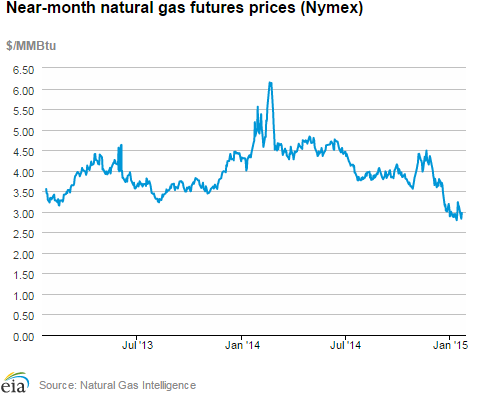 Near-month natural gas futures prices (Nymex)
$/MMBtu
6.50
6.00
5.50
5.00
4.50
4.00
3.50
3.00
2.50
2.00
1.50
1.00
0.50
0.00
Jul '13
Jan '14
Jul '14
Jan '15
eia
Source: Natural Gas Intelligence